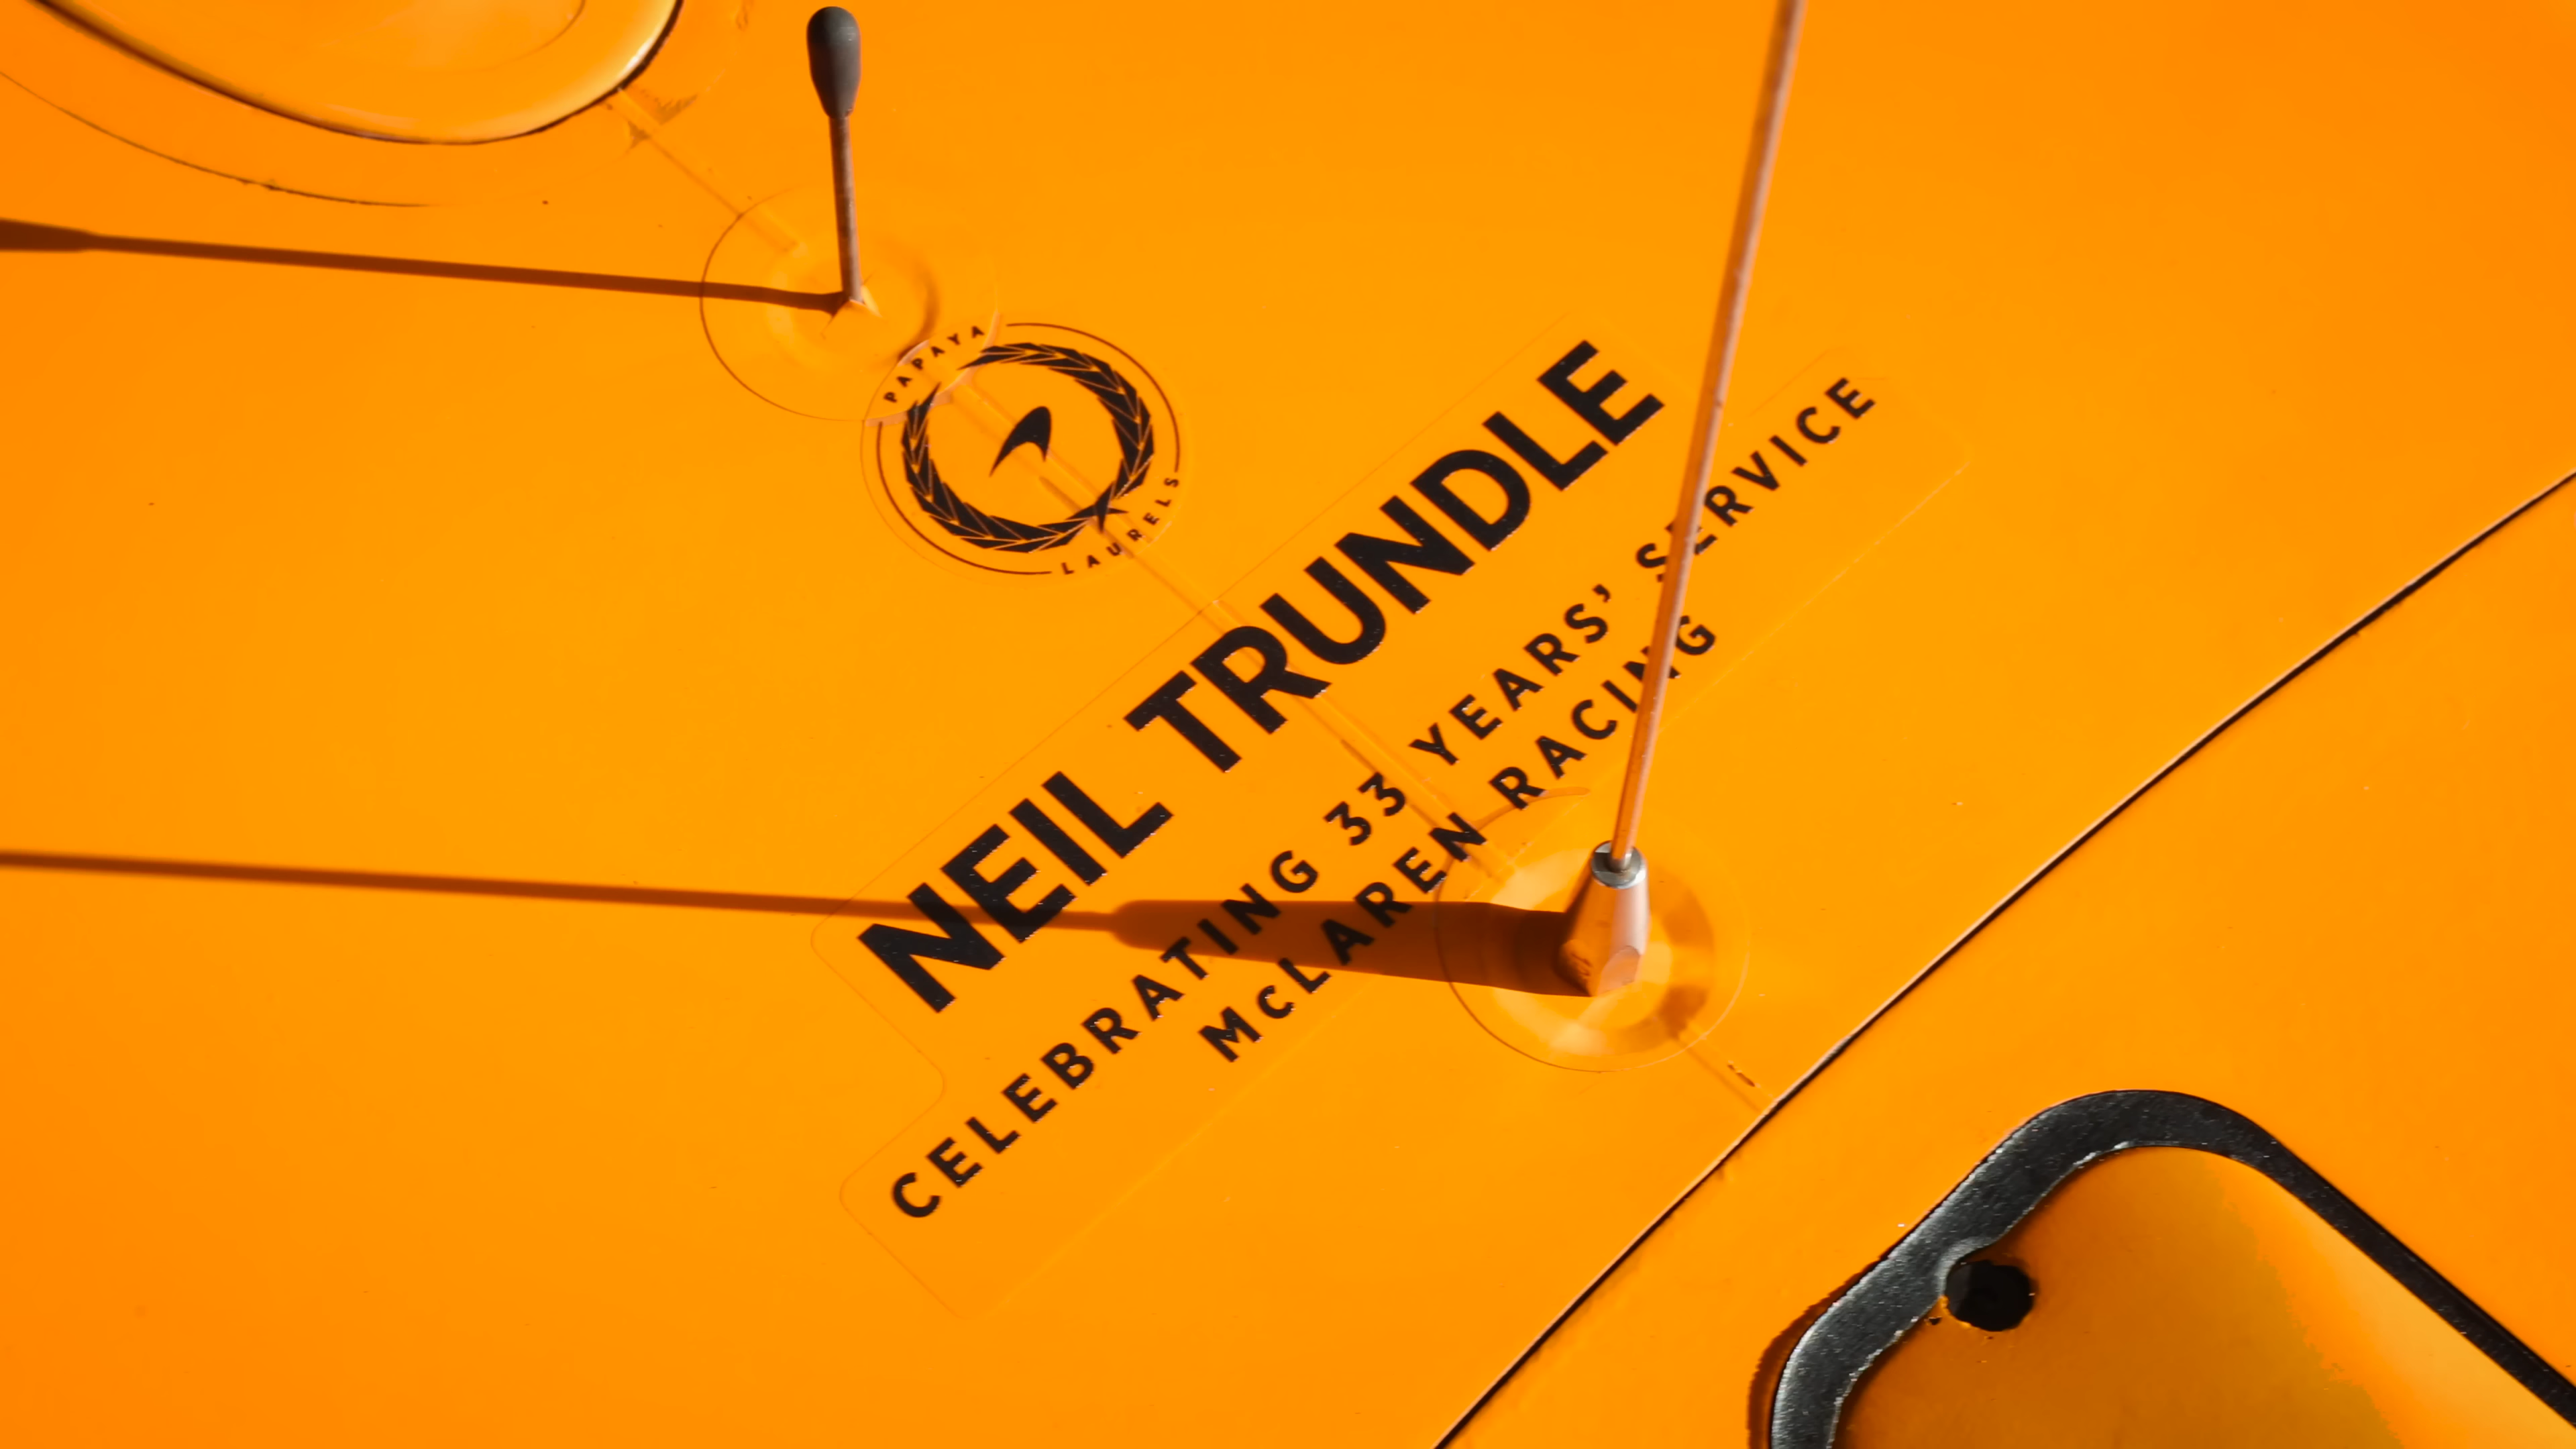 PAPAYA
LAURELS
NEIL TRUNDLE
CELEBRATING 33 YEARS’ SERVICE
McLAREN RACING